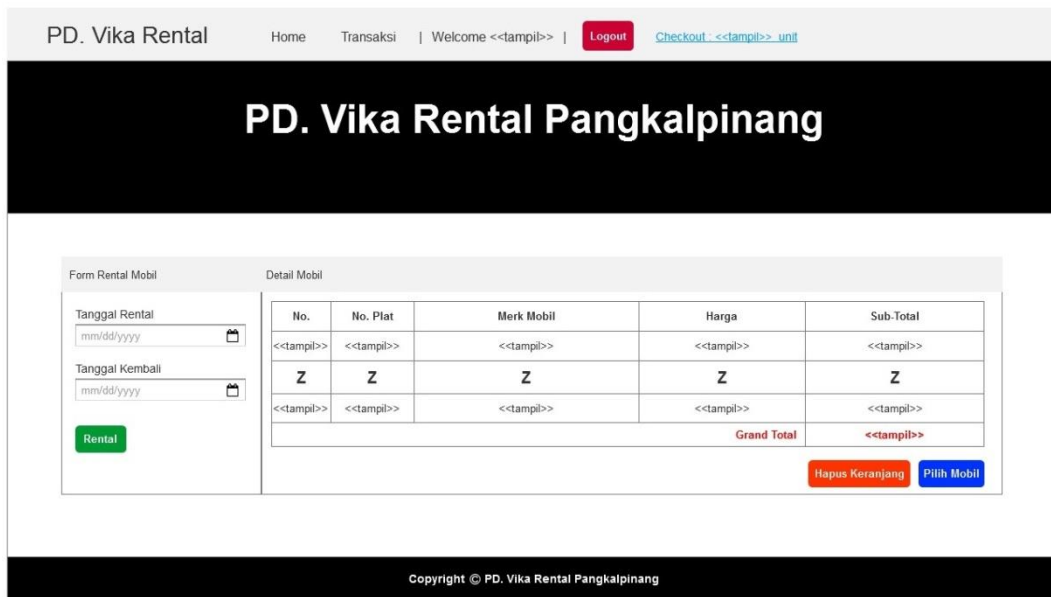 PD. Vika Rental Home Transaksi | Welcome <<tampil>> | Logout Checkout : <<tampil>> unit
PD. Vika Rental Pangkalpinang
Form Rental Mobil
Detail Mobil
Tanggal Rental
mm/dd/yyyy
Tanggal Kembali
mm/dd/yyyy
Rental
No. No. Plat Merk Mobil Harga Sub-Total
<<tampil>> <<tampil>> <<tampil>> <<tampil>> <<tampil>>
Z Z Z Z Z
<<tampil>> <<tampil>> <<tampil>> <<tampil>> <<tampil>>
Grand Total <<tampil>>
Hapus Keranjang Pilih Mobil
Copyright © PD. Vika Rental Pangkalpinang